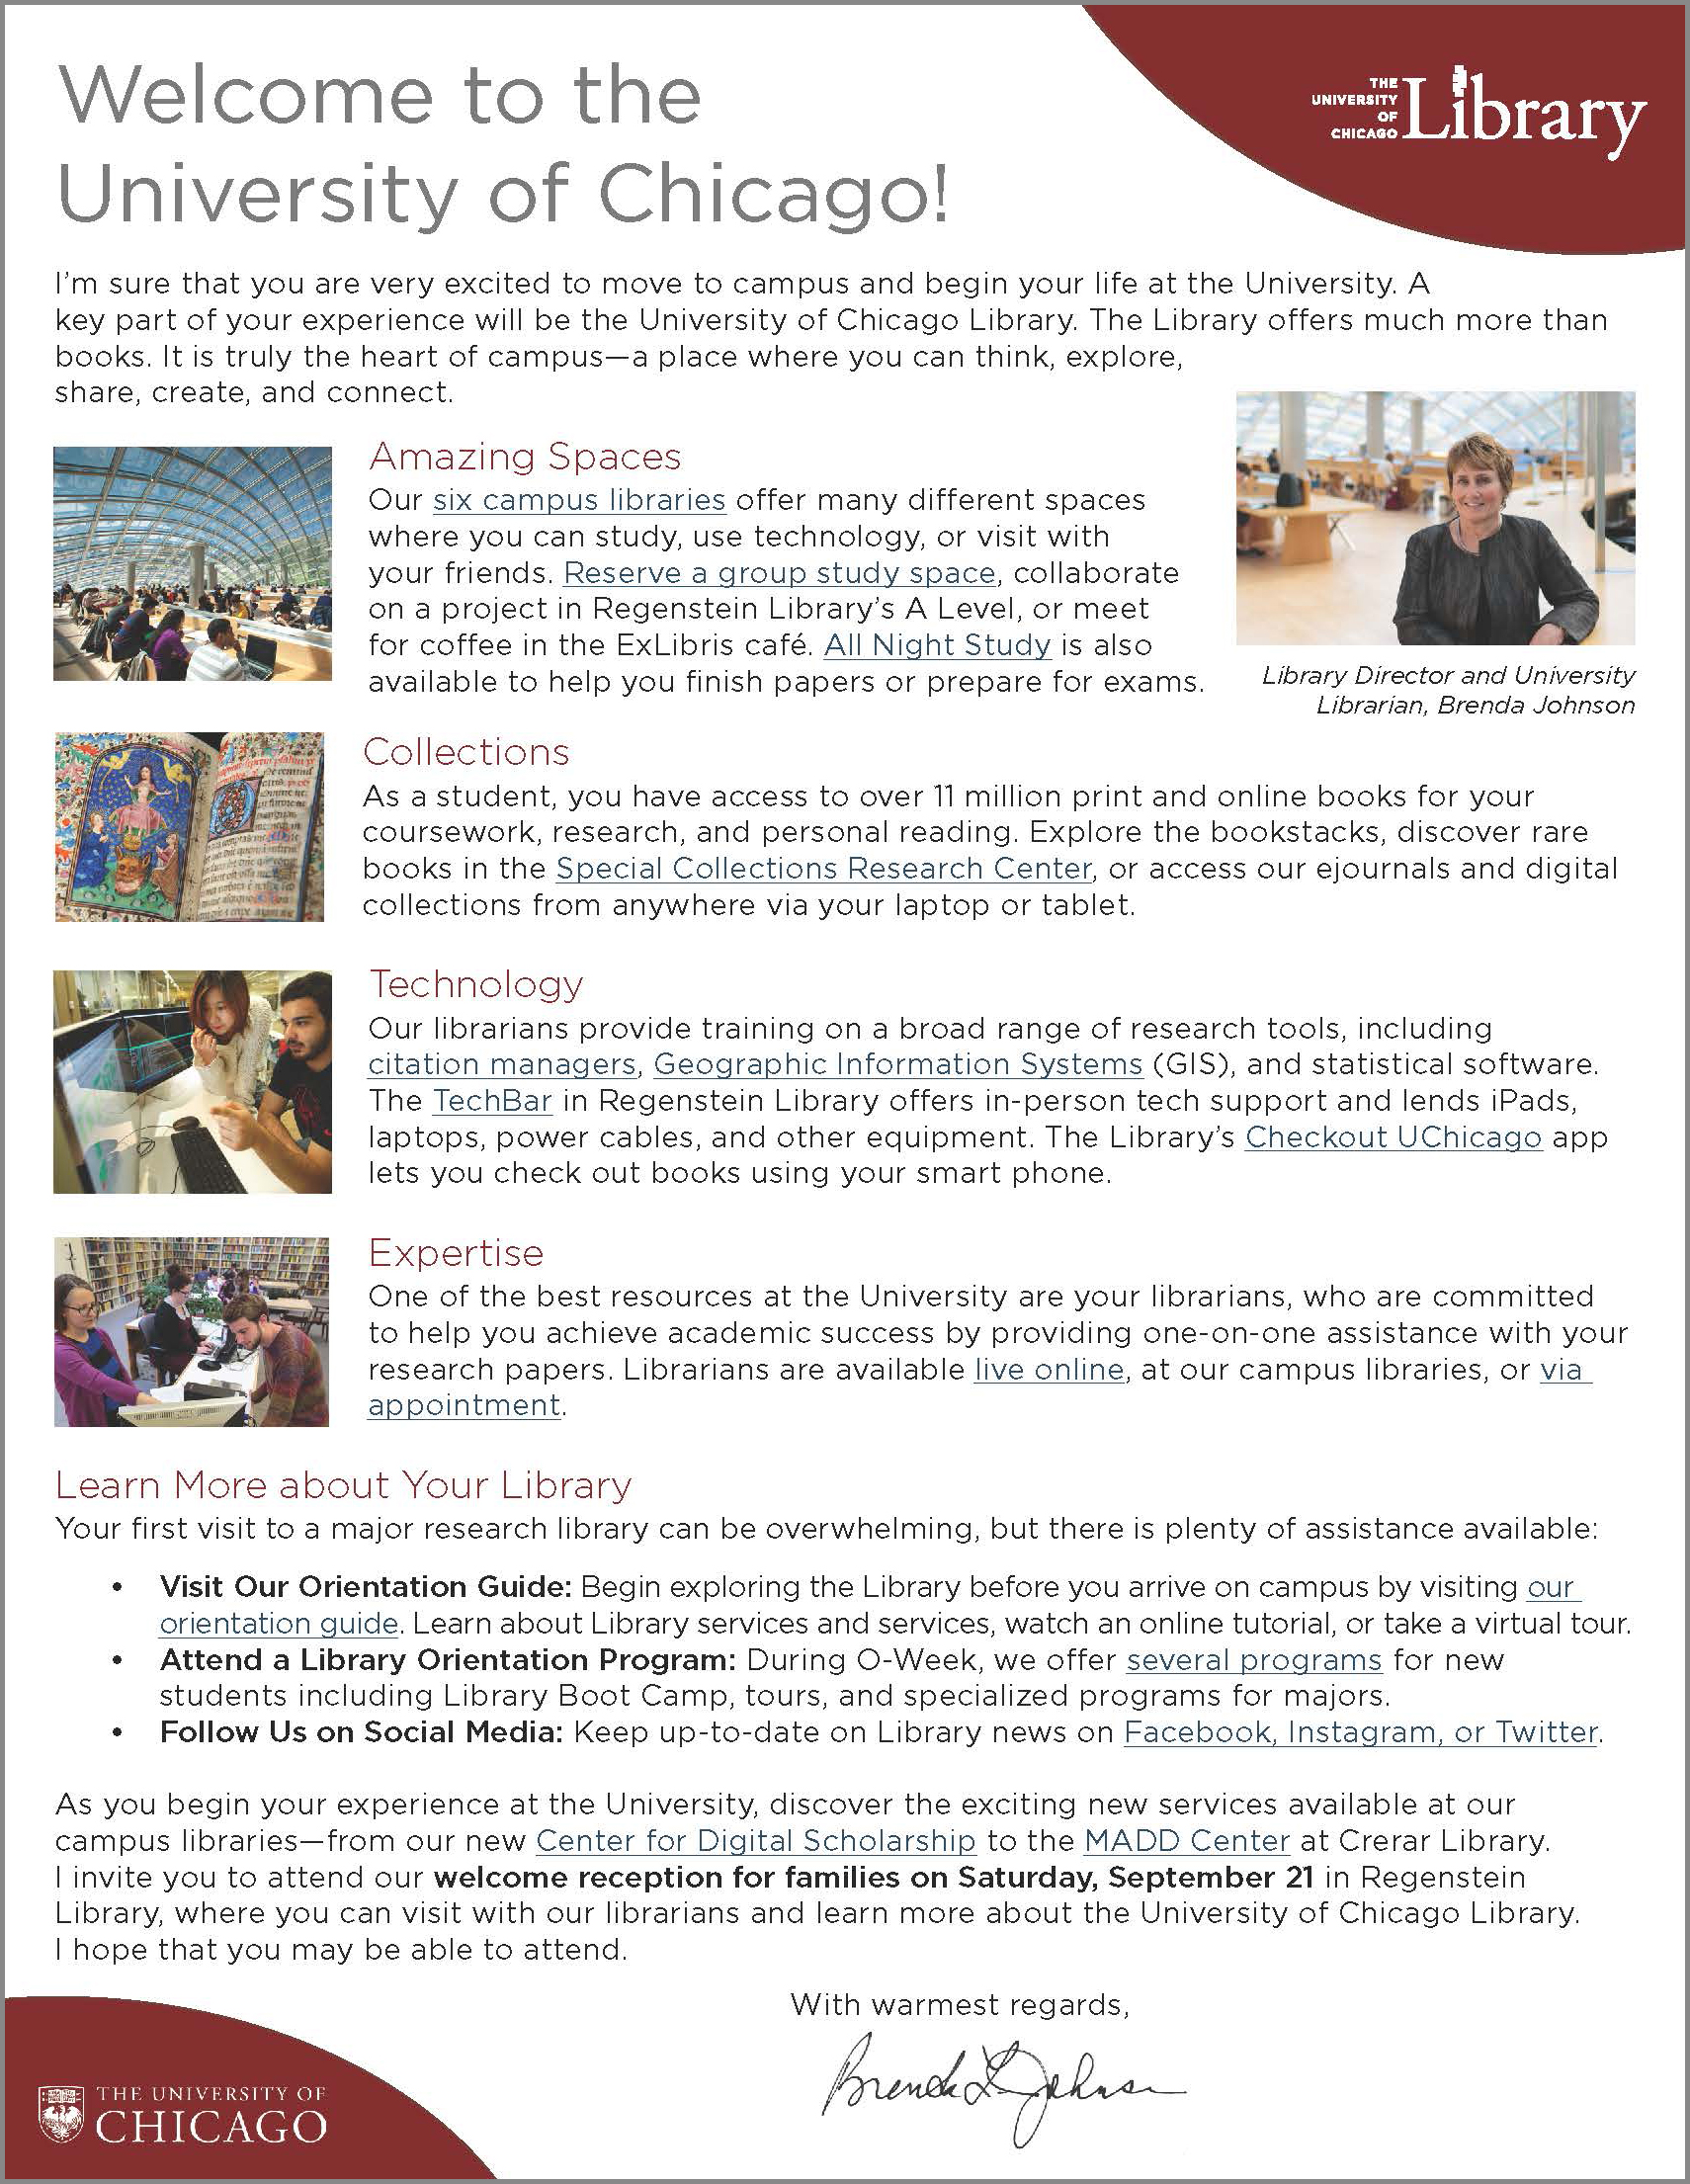 Welcome to the
University of Chicago!
THE
UNIVERSITY
OF
CHICAGO
Library
I'm sure that you are very excited to move to campus and begin your life at the University. A
key part of your experience will be the University of Chicago Library. The Library offers much more than
books. It is truly the heart of campus—a place where you can think, explore,
share, create, and connect.
Amazing Spaces
Our six campus libraries offer many different spaces
where you can study, use technology, or visit with
your friends. Reserve a group study space, collaborate
on a project in Regenstein Library's A Level, or meet
for coffee in the ExLibris café. All Night Study is also
available to help you finish papers or prepare for exams.
Library Director and University
Librarian, Brenda Johnson
Collections
As a student, you have access to over 11 million print and online books for your
coursework, research, and personal reading. Explore the bookstacks, discover rare
books in the Special Collections Research Center, or access our ejournals and digital
collections from anywhere via your laptop or tablet.
Technology
Our librarians provide training on a broad range of research tools, including
citation managers, Geographic Information Systems (GIS), and statistical software.
The TechBar in Regenstein Library offers in-person tech support and lends iPads,
laptops, power cables, and other equipment. The Library's Checkout UChicago app
lets you check out books using your smart phone.
Expertise
One of the best resources at the University are your librarians, who are committed
to help you achieve academic success by providing one-on-one assistance with your
research papers. Librarians are available live online, at our campus libraries, or via
appointment.
Learn More about Your Library
Your first visit to a major research library can be overwhelming, but there is plenty of assistance available:
• Visit Our Orientation Guide: Begin exploring the Library before you arrive on campus by visiting our
orientation guide. Learn about Library services and services, watch an online tutorial, or take a virtual tour.
• Attend a Library Orientation Program: During O-Week, we offer several programs for new
students including Library Boot Camp, tours, and specialized programs for majors.
• Follow Us on Social Media: Keep up-to-date on Library news on Facebook, Instagram, or Twitter.
As you begin your experience at the University, discover the exciting new services available at our
campus libraries—from our new Center for Digital Scholarship to the MADD Center at Crerar Library.
I invite you to attend our welcome reception for families on Saturday, September 21 in Regenstein
Library, where you can visit with our librarians and learn more about the University of Chicago Library.
I hope that you may be able to attend.
With warmest regards,
Brenda L Johnson
THE UNIVERSITY OF
CHICAGO